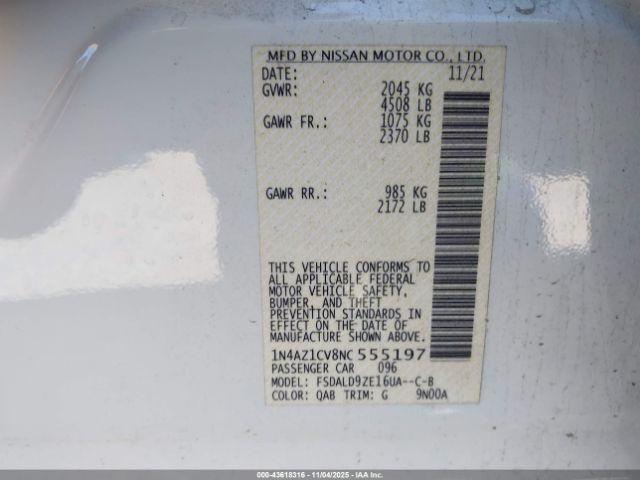 MFD BY NISSAN MOTOR CO., LTD.
DATE: 11/21
GVWR: 2045 KG
4508 LB
GAWR FR.: 1075 KG
2370 LB
GAWR RR.: 985 KG
2172 LB
THIS VEHICLE CONFORMS TO
ALL APPLICABLE FEDERAL
MOTOR VEHICLE SAFETY,
BUMPER, AND THEFT
PREVENTION STANDARDS IN
EFFECT ON THE DATE OF
MANUFACTURE SHOWN ABOVE.
1N4AZ1CV8NC 555197
PASSENGER CAR 096
MODEL: FSDALD9ZE16UA--C-B
COLOR: QAB TRIM: G 9N00A
000-43618316 - 11/04/2025 - IAA Inc.